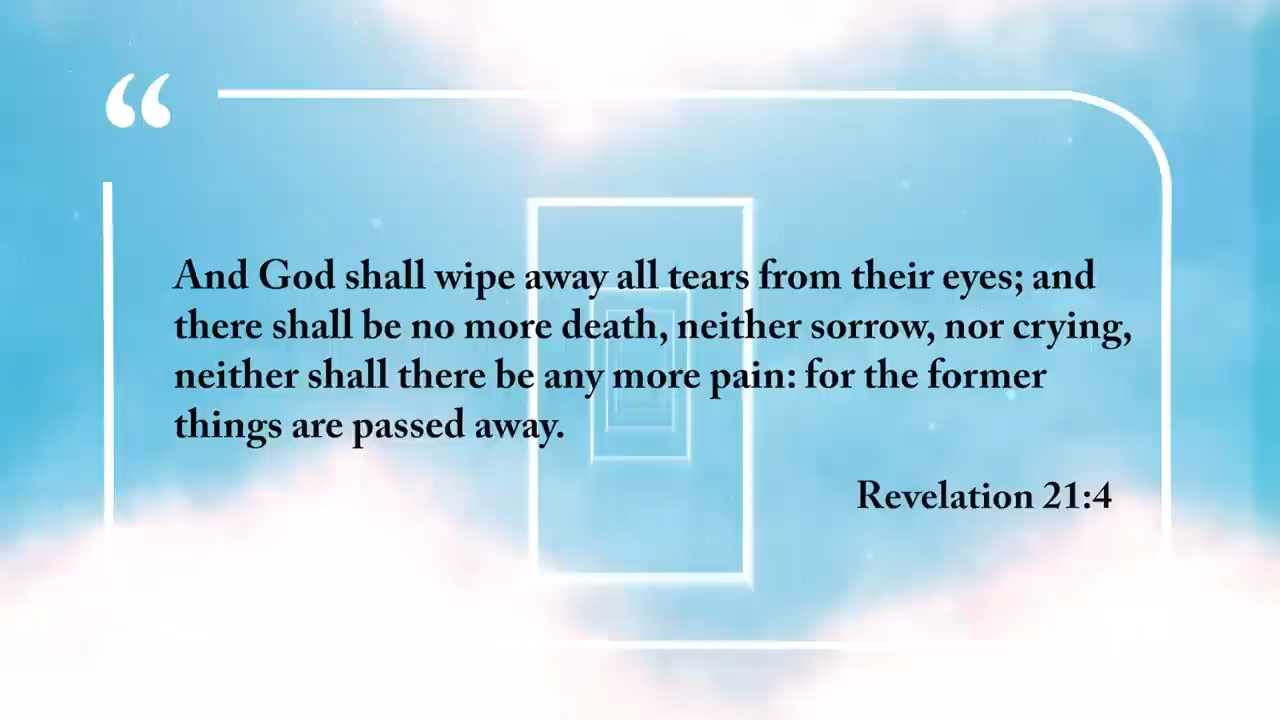 “
And God shall wipe away all tears from their eyes; and
there shall be no more death, neither sorrow, nor crying,
neither shall there be any more pain: for the former
things are passed away.
Revelation 21:4